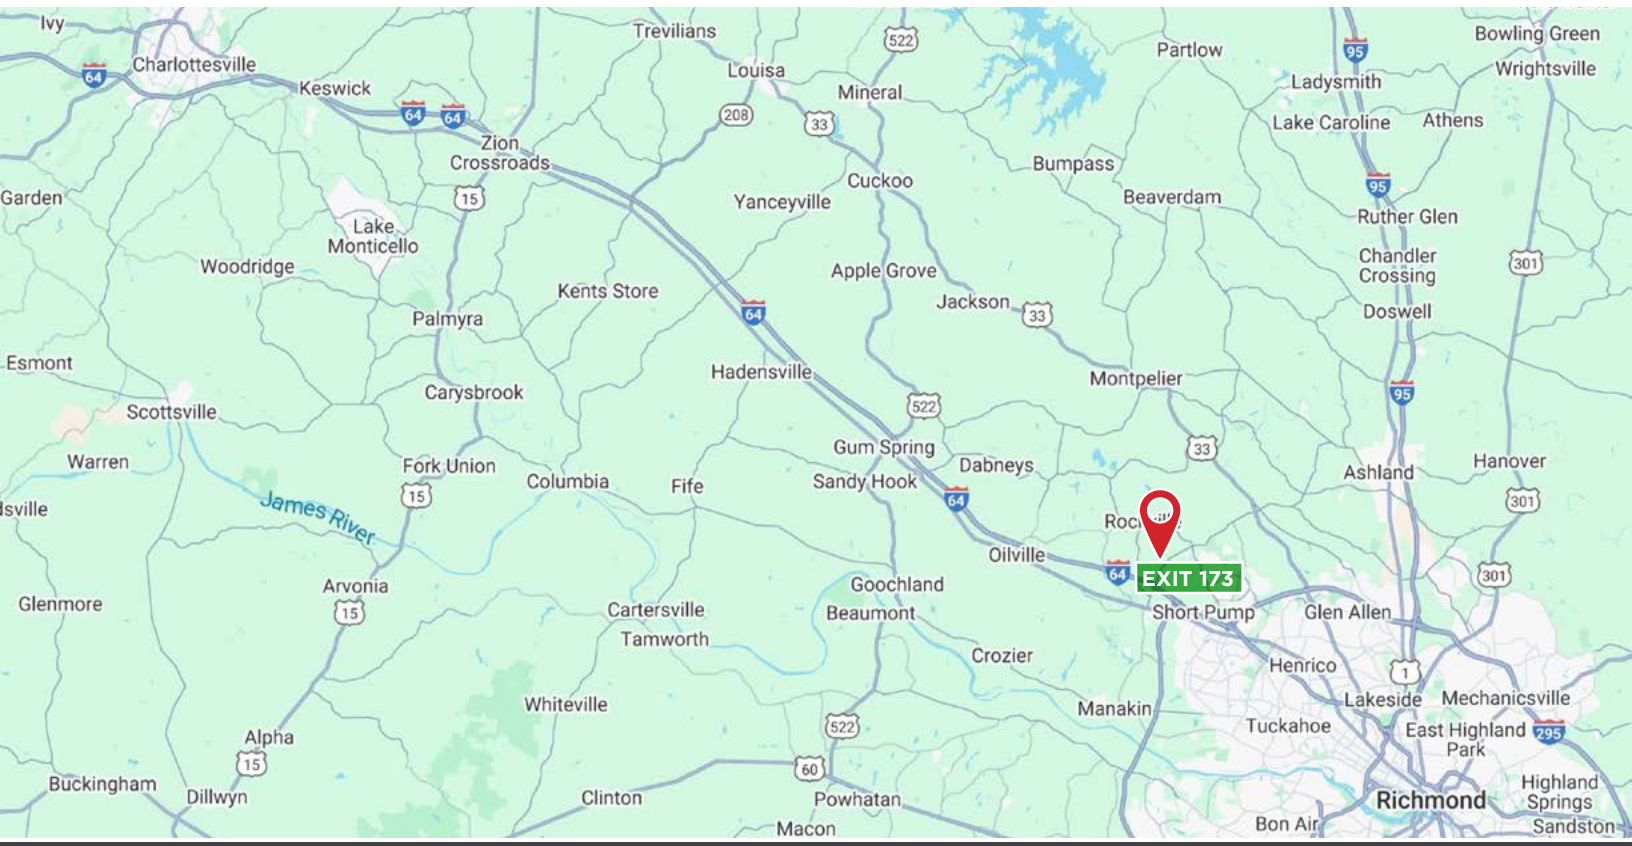 Ivy
Trevilians
522
95
Bowling Green
Charlottesville
Partlow
64
Keswick
Louisa
Mineral
Ladysmith
Wrightsville
64
64
208
33
Lake Caroline
Athens
Zion
Crossroads
Bumpass
Garden
15
Yanceyville
Cuckoo
Beaverdam
95
Ruther Glen
Lake
Monticello
Woodridge
Apple Grove
Chandler
Crossing
301
Kents Store
64
Jackson
33
Doswell
Palmyra
Esmont
Hadensville
Montpelier
Carysbrook
95
Scottsville
522
Warren
Fork Union
Gum Spring
33
Columbia
Fife
Sandy Hook
Dabneys
Ashland
Hanover
15
64
301
James River
Oilville
64
EXIT 173
301
Arvonia
Goochland
Glenmore
15
Cartersville
Beaumont
Short Pump
Glen Allen
Tamworth
Crozier
Henrico
1
Whiteville
Manakin
Lakeside
Mechanicsville
Alpha
522
Tuckahoe
East Highland
Park
295
15
60
Buckingham
Dillwyn
Clinton
Powhatan
Richmond
Highland
Springs
Macon
Bon Air
Sandston